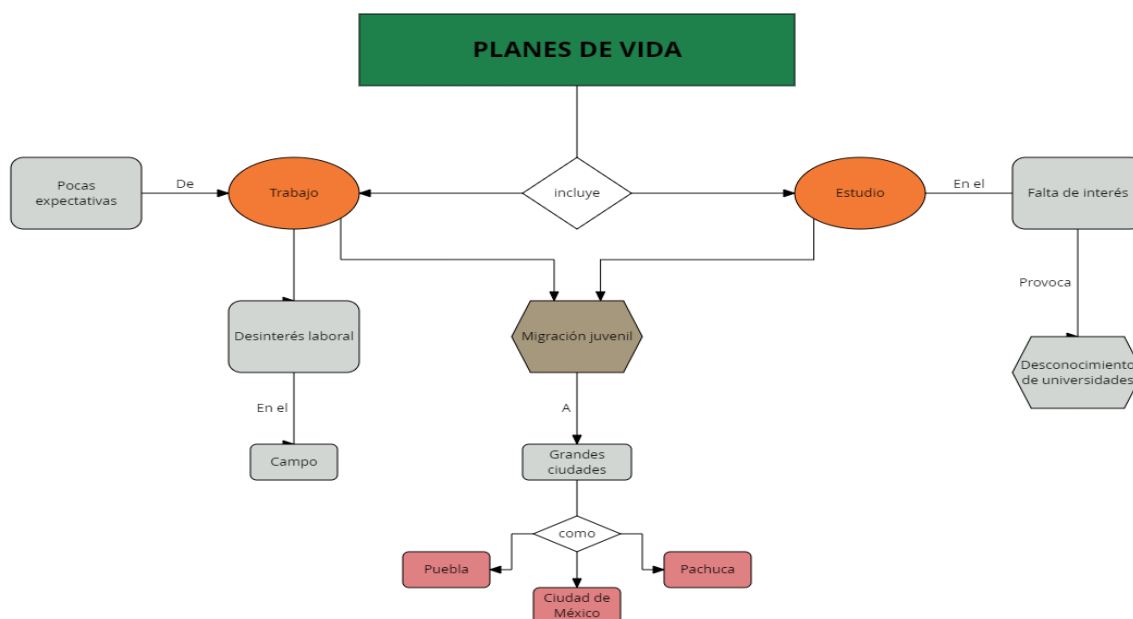 PLANES DE VIDA
Pocas
expectativas
De
Trabajo
incluye
Estudio
En el
Falta de interés
Provoca
Desinterés laboral
Migración juvenil
Desconocimiento
de universidades
En el
A
Campo
Grandes
ciudades
como
Puebla
Pachuca
Ciudad de
México